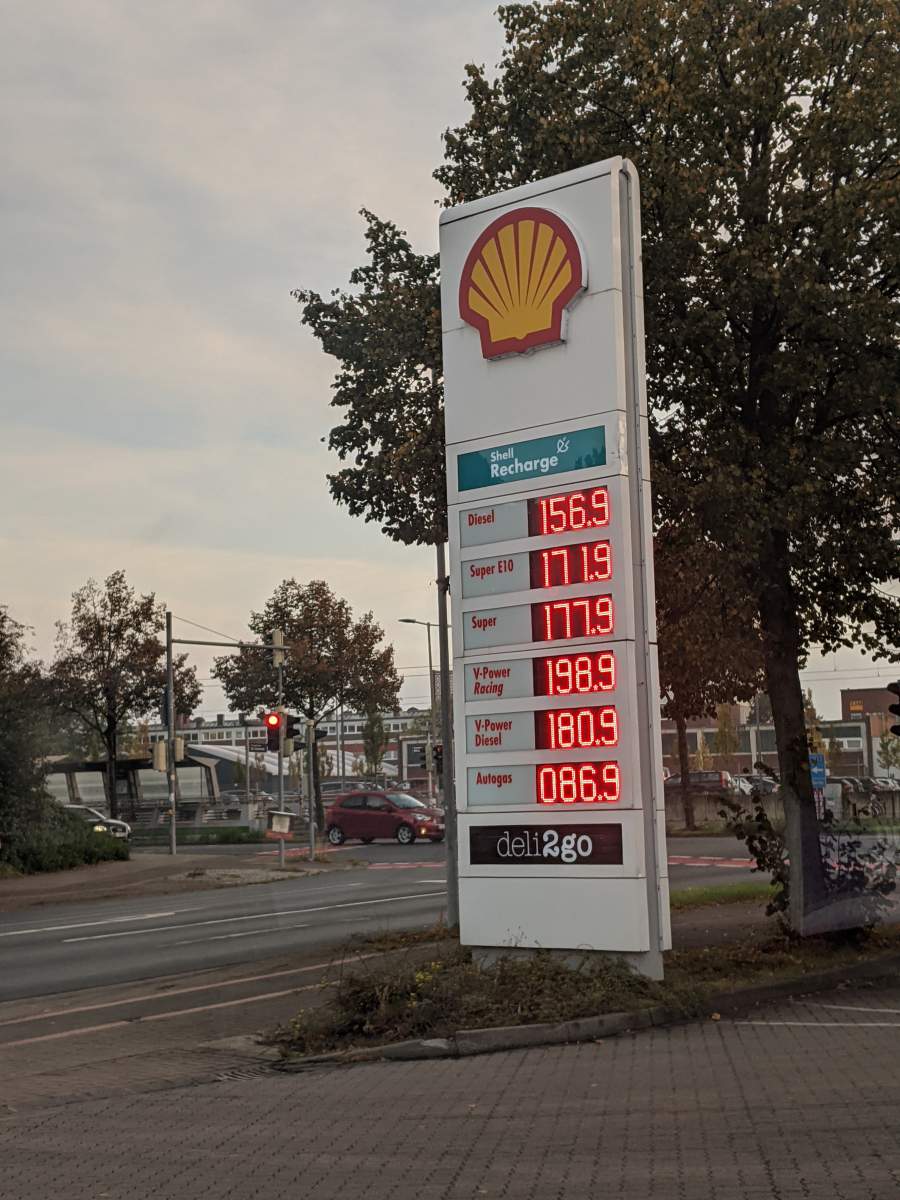 Shell
Recharge
Diesel 156.9
Super E10 171.9
Super 177.9
V-Power
Racing 198.9
V-Power
Diesel 180.9
Autogas 086.9
deli2go